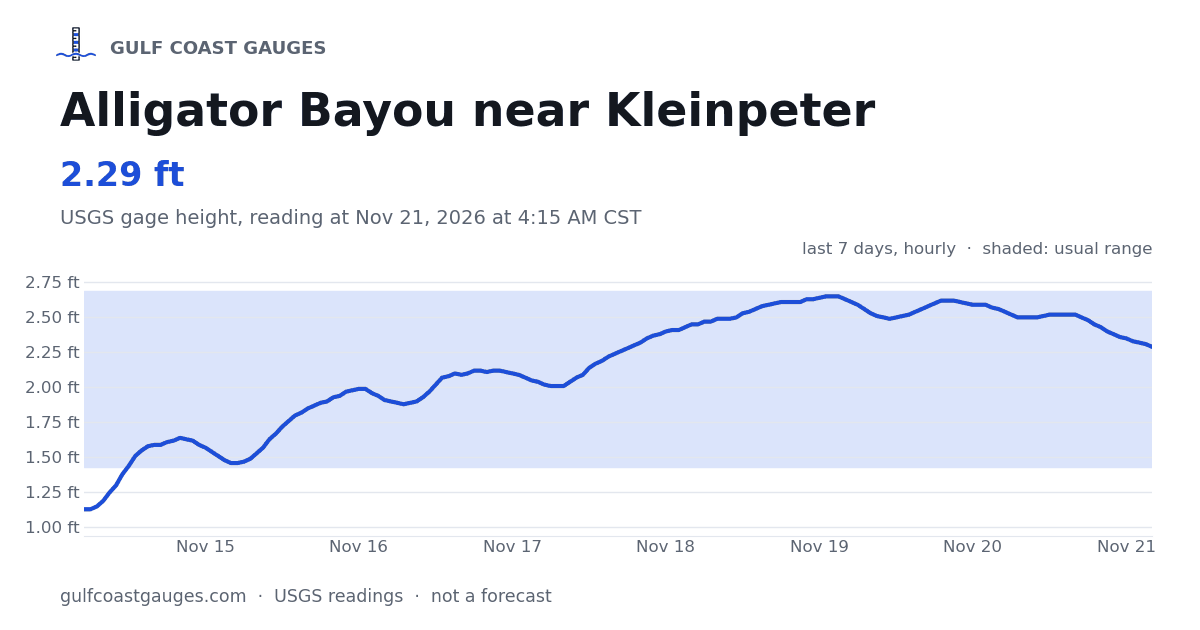 GULF COAST GAUGES
Alligator Bayou near Kleinpeter
2.29 ft
USGS gage height, reading at Nov 21, 2026 at 4:15 AM CST
last 7 days, hourly · shaded: usual range
2.75 ft
2.50 ft
2.25 ft
2.00 ft
1.75 ft
1.50 ft
1.25 ft
1.00 ft
Nov 15 Nov 16 Nov 17 Nov 18 Nov 19 Nov 20 Nov 21
gulfcoastgauges.com · USGS readings · not a forecast